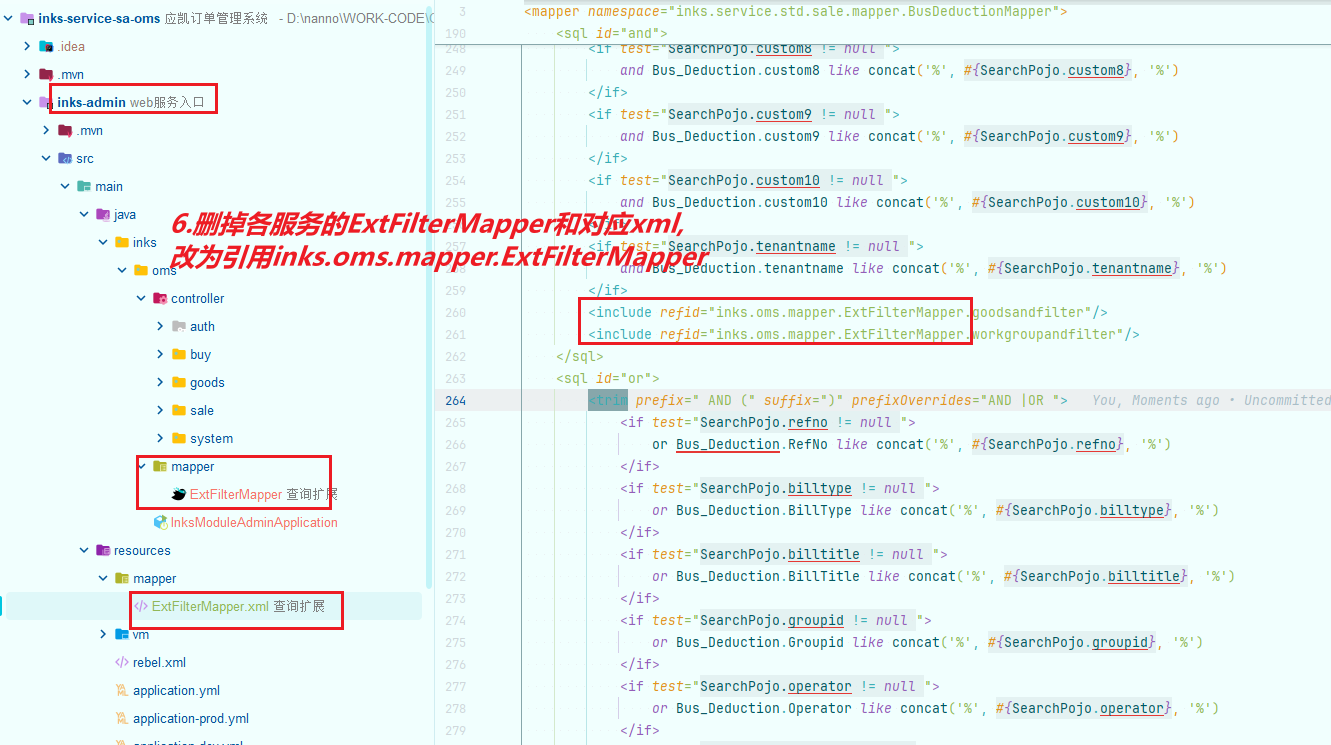 inks-service-sa-oms 应凯订单管理系统 - D:\nanno\WORK-CODE\
.idea
.mvn
inks-admin web服务入口
.mvn
src
main
java
inks
oms
controller
auth
buy
goods
sale
system
mapper
ExtFilterMapper 查询扩展
InksModuleAdminApplication
resources
mapper
ExtFilterMapper.xml 查询扩展
vm
rebel.xml
application.yml
application-prod.yml
application-dev.yml
6.删掉各服务的ExtFilterMapper和对应xml,
改为引用inks.oms.mapper.ExtFilterMapper
3 <mapper namespace="inks.service.std.sale.mapper.BusDeductionMapper">
190 <sql id="and">
248 <if test="SearchPojo.custom8 != null ">
249 and Bus_Deduction.custom8 like concat('%', #{SearchPojo.custom8}, '%')
250 </if>
251 <if test="SearchPojo.custom9 != null ">
252 and Bus_Deduction.custom9 like concat('%', #{SearchPojo.custom9}, '%')
253 </if>
254 <if test="SearchPojo.custom10 != null ">
255 and Bus_Deduction.custom10 like concat('%', #{SearchPojo.custom10}, '%')
257 <if test="SearchPojo.tenantname != null ">
and Bus_Deduction.tenantname like concat('%', #{SearchPojo.tenantname}, '%')
259 </if>
260 <include refid="inks.oms.mapper.ExtFilterMapper.goodsandfilter"/>
261 <include refid="inks.oms.mapper.ExtFilterMapper.workgroupandfilter"/>
262 </sql>
263 <sql id="or">
264 <trim prefix=" AND (" suffix=")" prefixOverrides="AND |OR "> You, Moments ago • Uncommitted
265 <if test="SearchPojo.refno != null ">
266 or Bus_Deduction.RefNo like concat('%', #{SearchPojo.refno}, '%')
267 </if>
268 <if test="SearchPojo.billtype != null ">
269 or Bus_Deduction.BillType like concat('%', #{SearchPojo.billtype}, '%')
270 </if>
271 <if test="SearchPojo.billtitle != null ">
272 or Bus_Deduction.BillTitle like concat('%', #{SearchPojo.billtitle}, '%')
273 </if>
274 <if test="SearchPojo.groupid != null ">
275 or Bus_Deduction.Groupid like concat('%', #{SearchPojo.groupid}, '%')
276 </if>
277 <if test="SearchPojo.operator != null ">
278 or Bus_Deduction.Operator like concat('%', #{SearchPojo.operator}, '%')
279 </if>